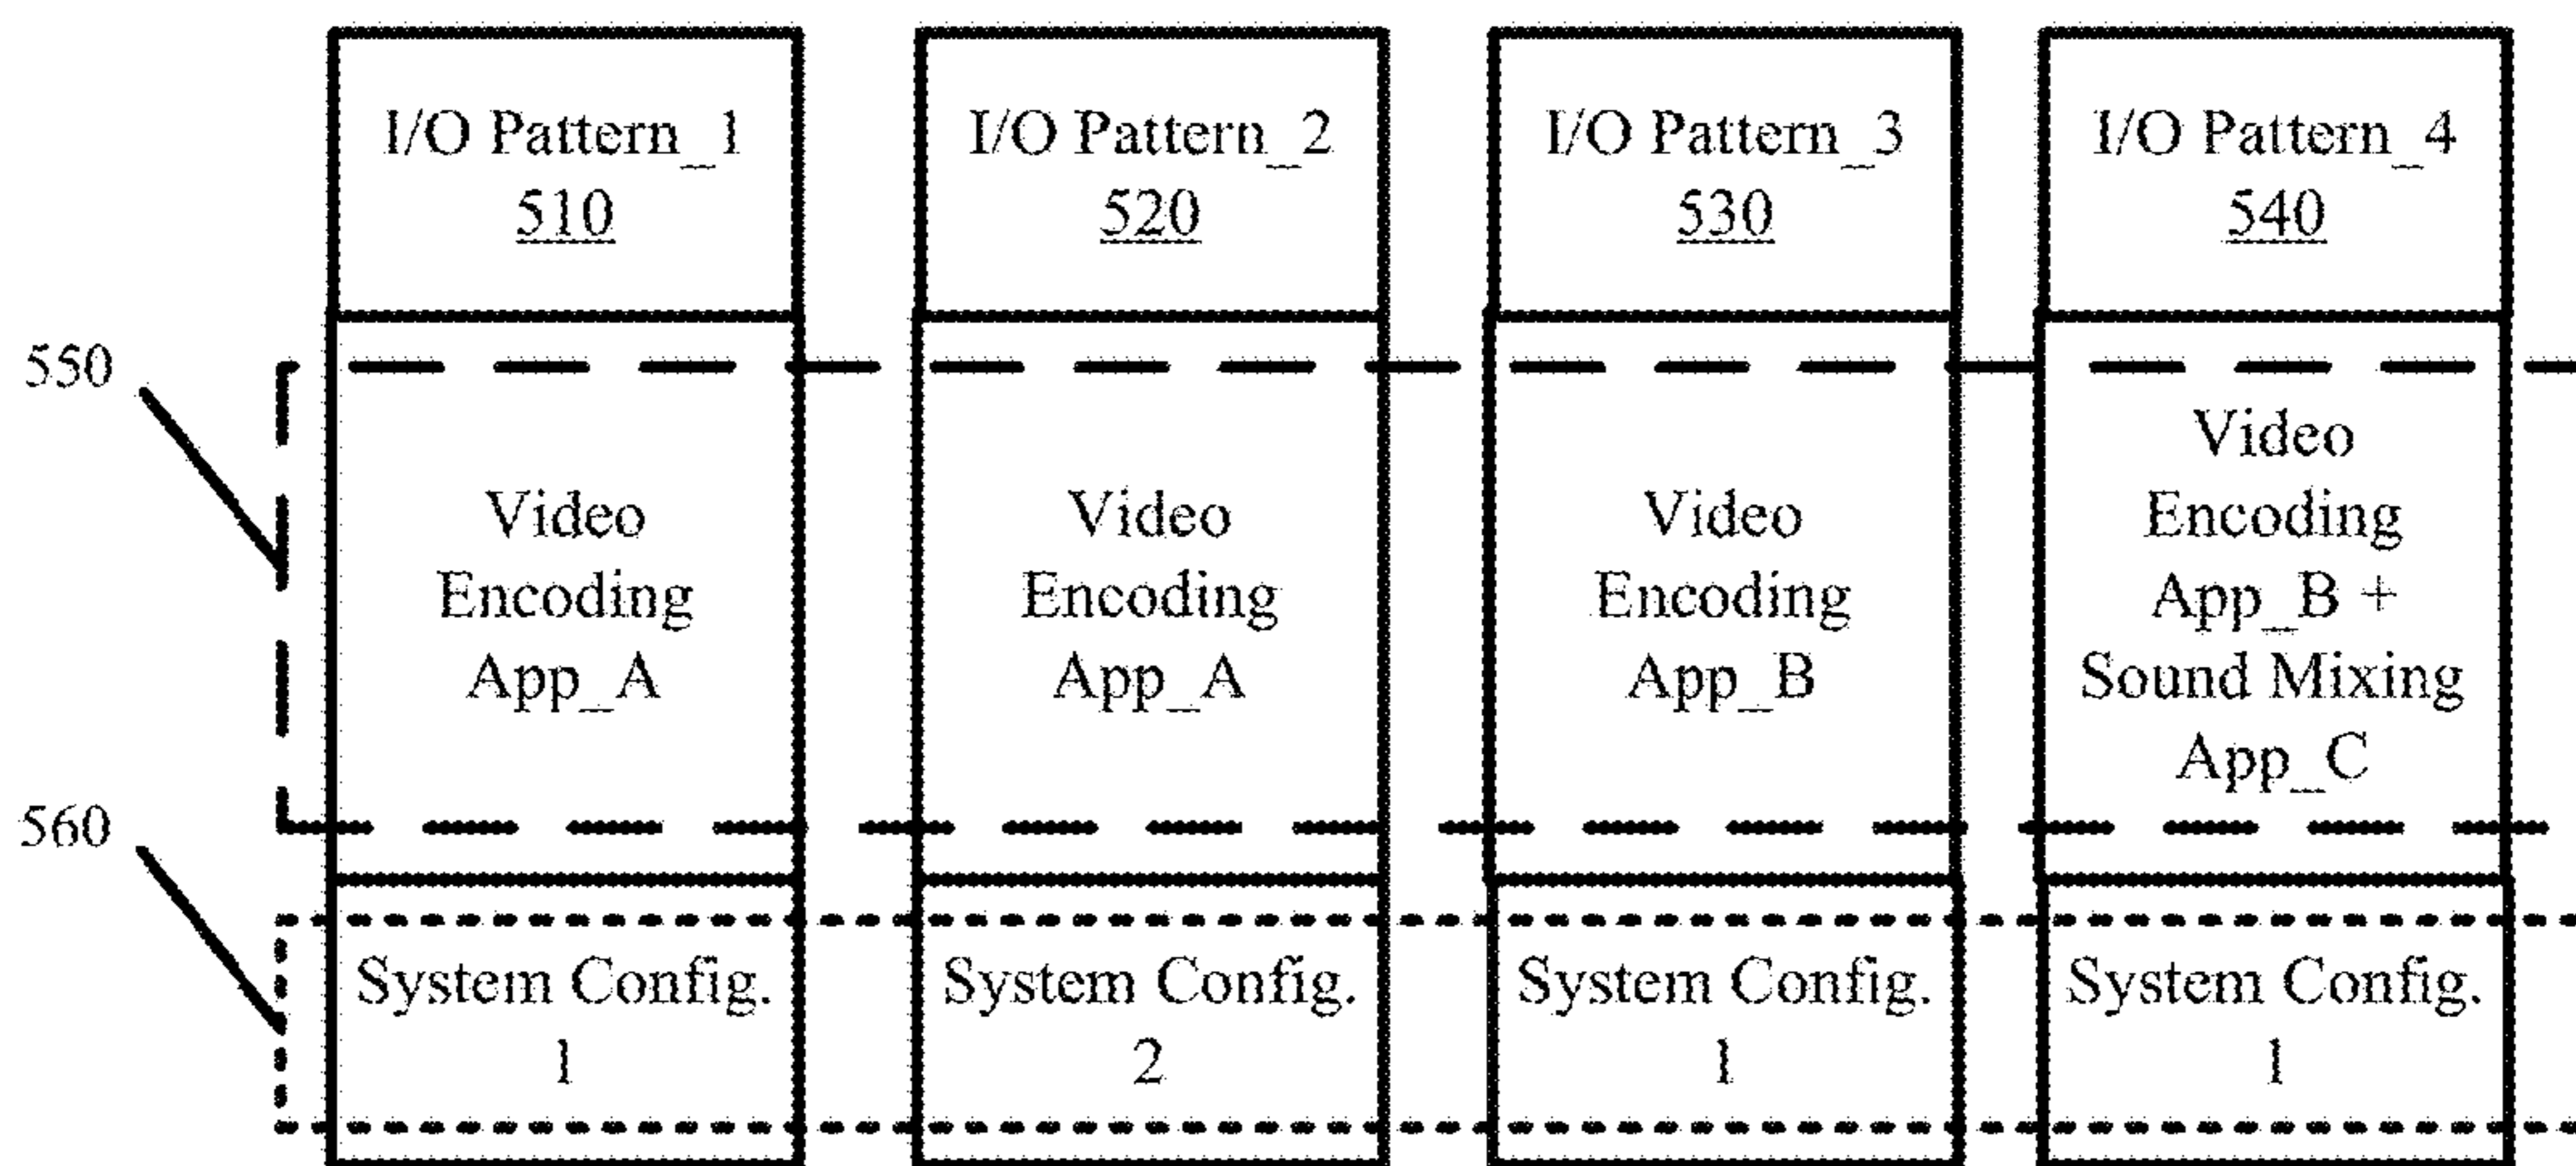 I/O Pattern_1
510
I/O Pattern_2
520
I/O Pattern_3
530
I/O Pattern_4
540
550
Video
Encoding
App_A
Video
Encoding
App_A
Video
Encoding
App_B
Video
Encoding
App_B +
Sound Mixing
App_C
560
System Config.
1
System Config.
2
System Config.
1
System Config.
1